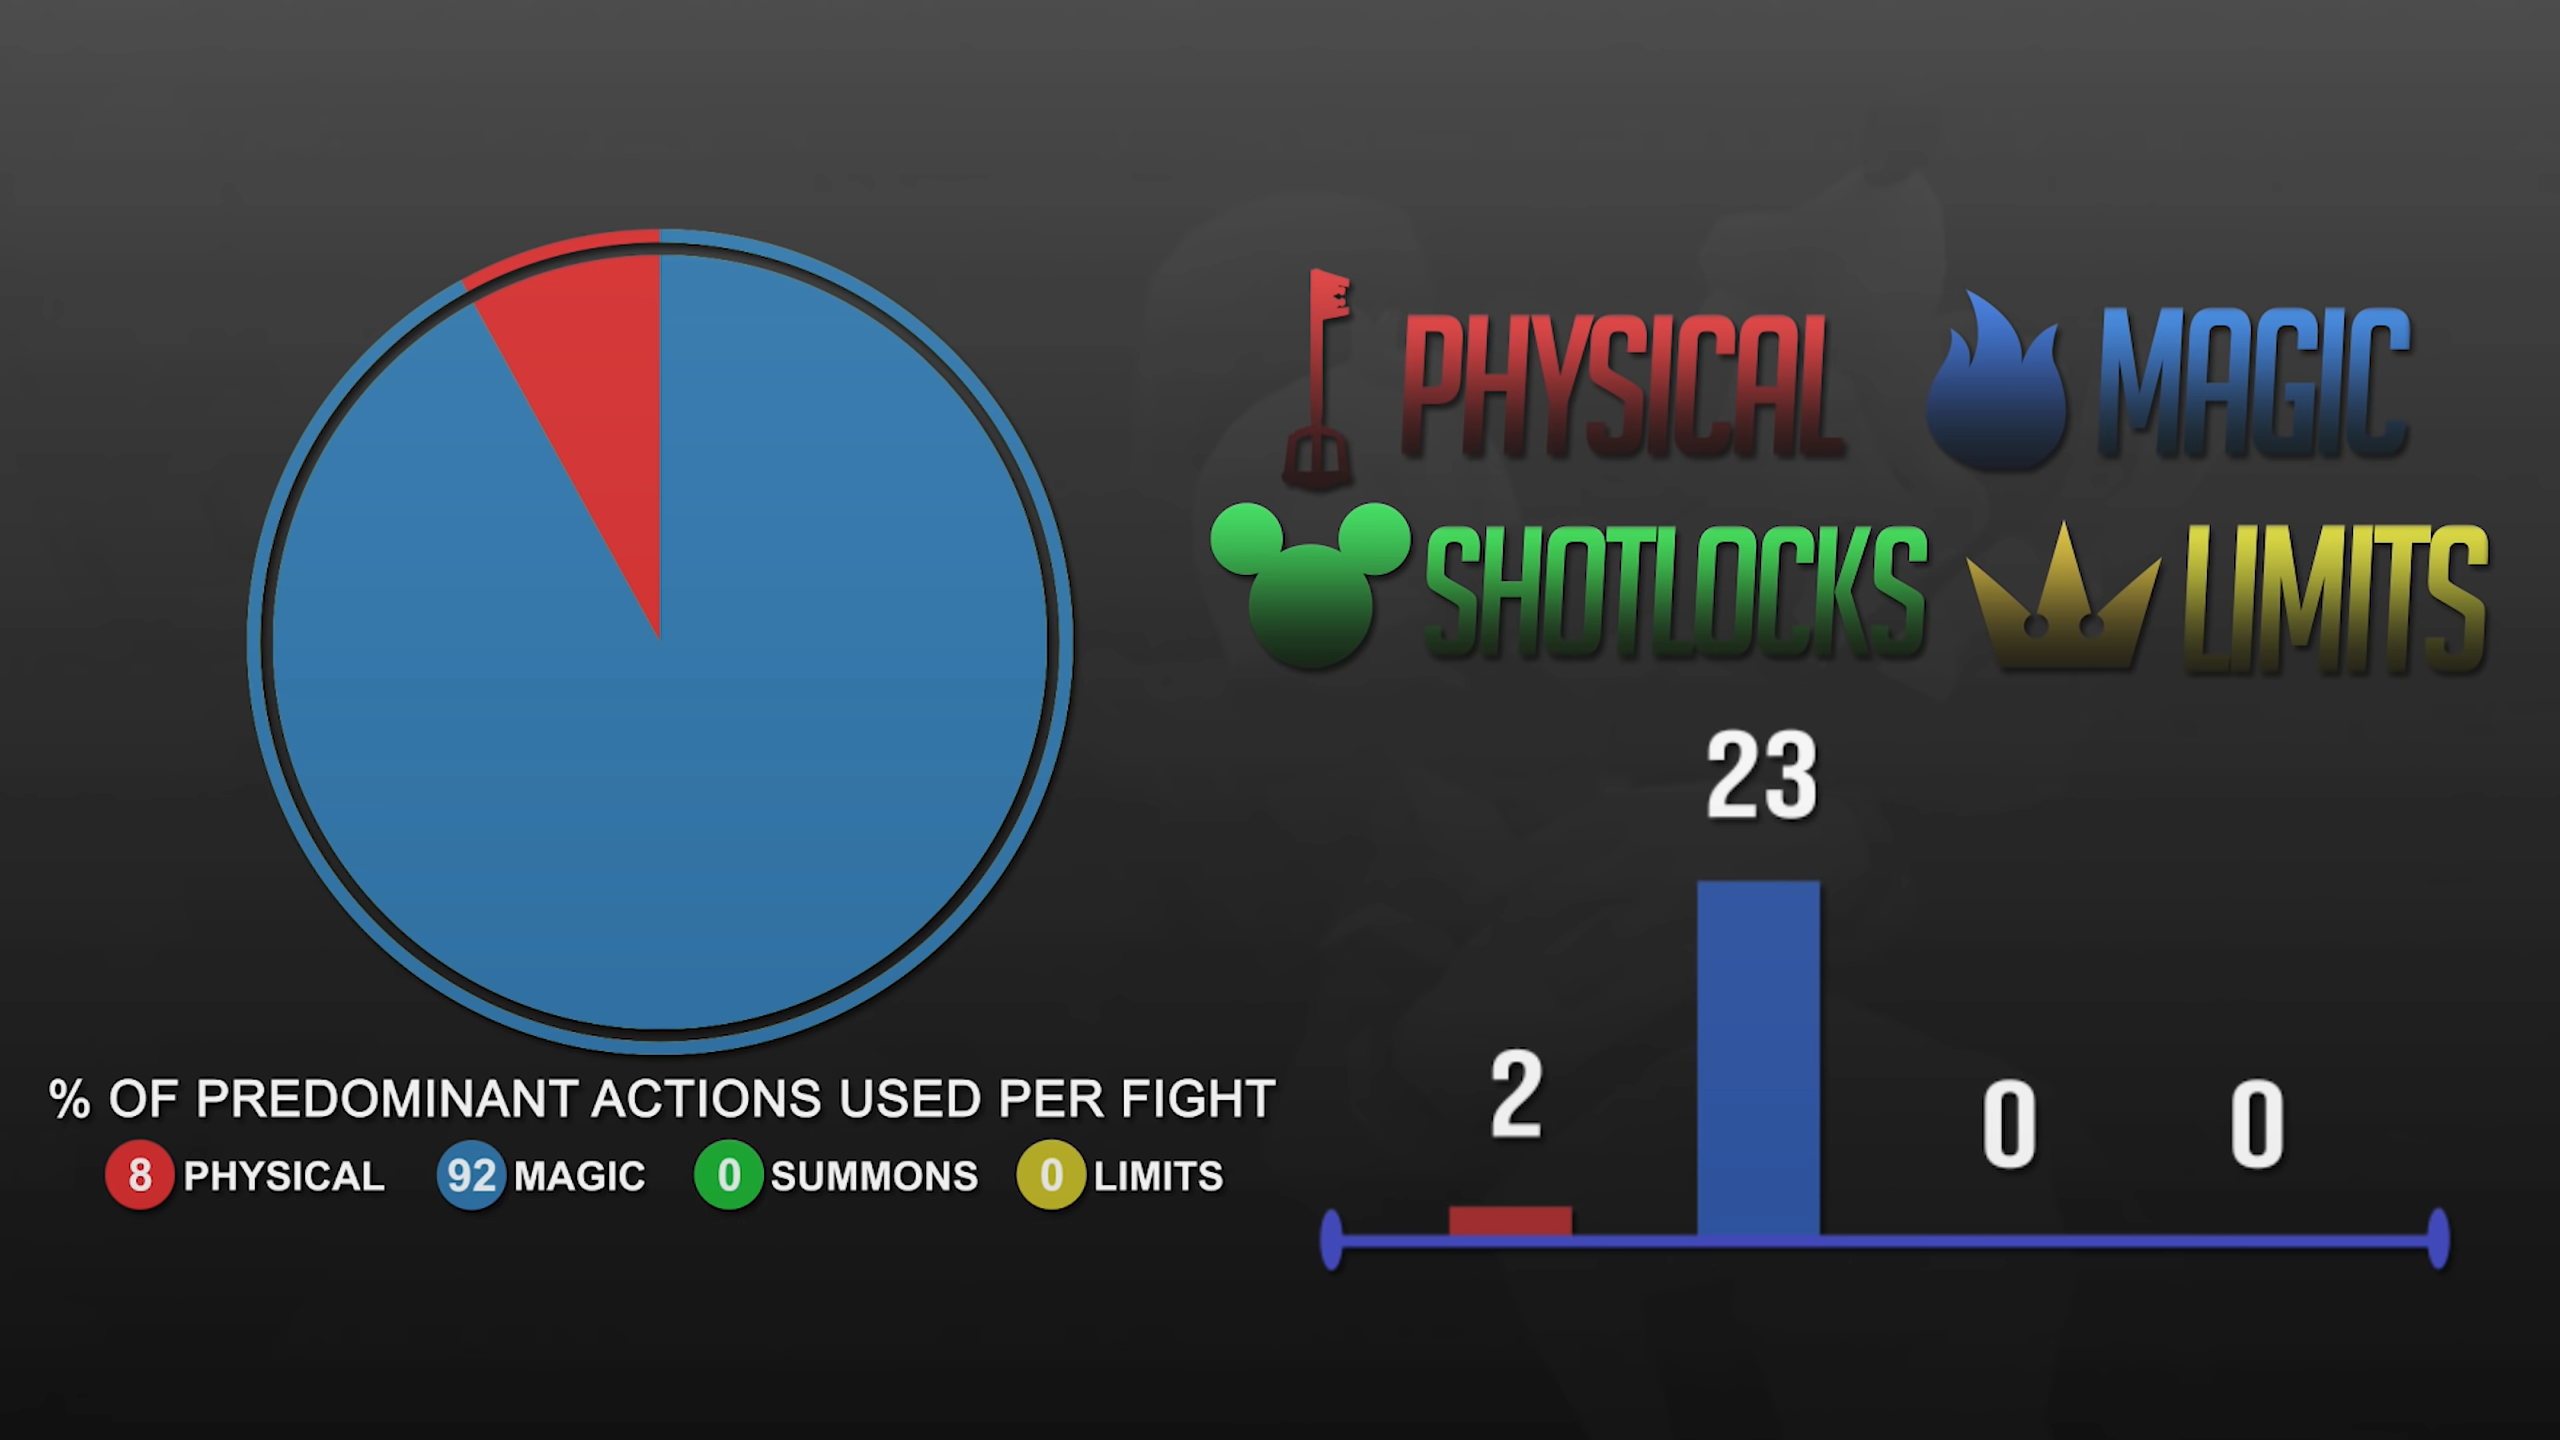 PHYSICAL MAGIC
SHOTLOCKS LIMITS
23
2 0 0
% OF PREDOMINANT ACTIONS USED PER FIGHT
8 PHYSICAL 92 MAGIC 0 SUMMONS 0 LIMITS